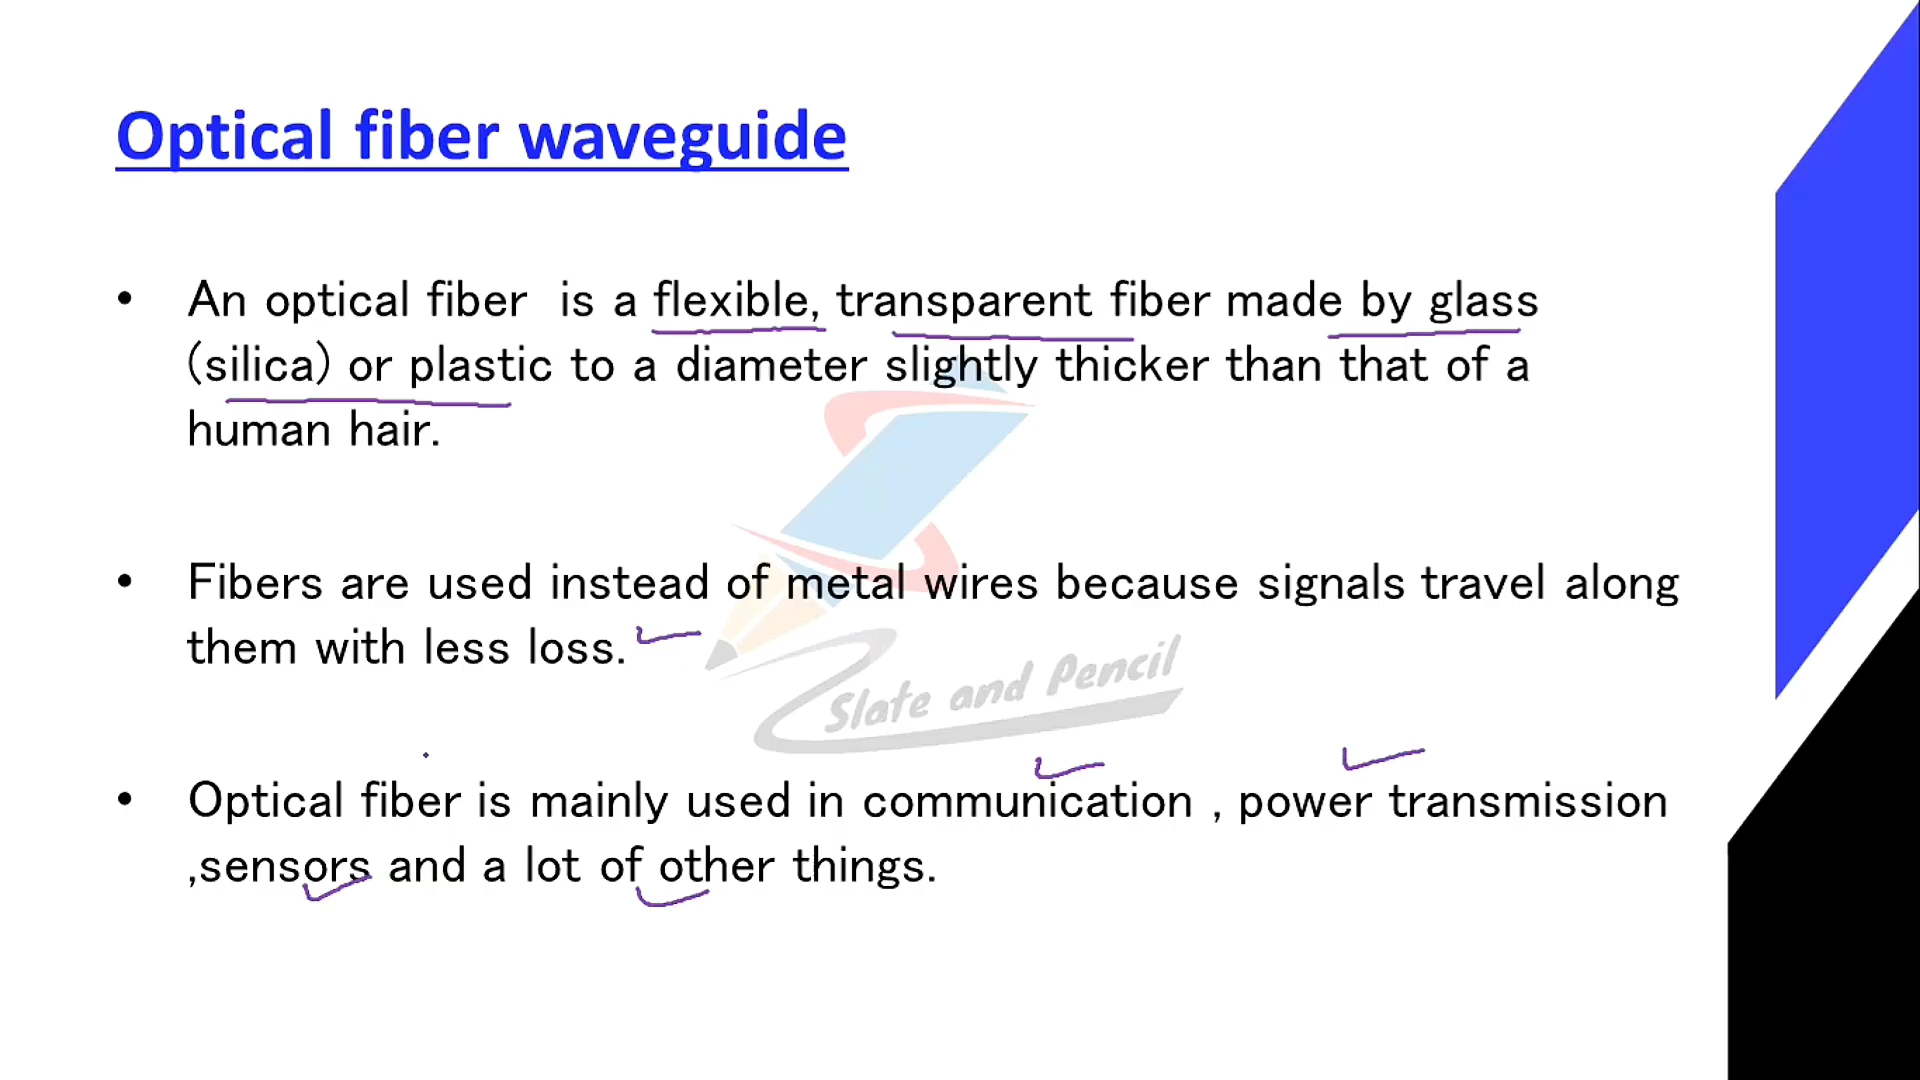 Optical fiber waveguide
• An optical fiber is a flexible, transparent fiber made by glass
(silica) or plastic to a diameter slightly thicker than that of a
human hair.
• Fibers are used instead of metal wires because signals travel along
them with less loss.
Slate and Pencil
• Optical fiber is mainly used in communication , power transmission
,sensors and a lot of other things.